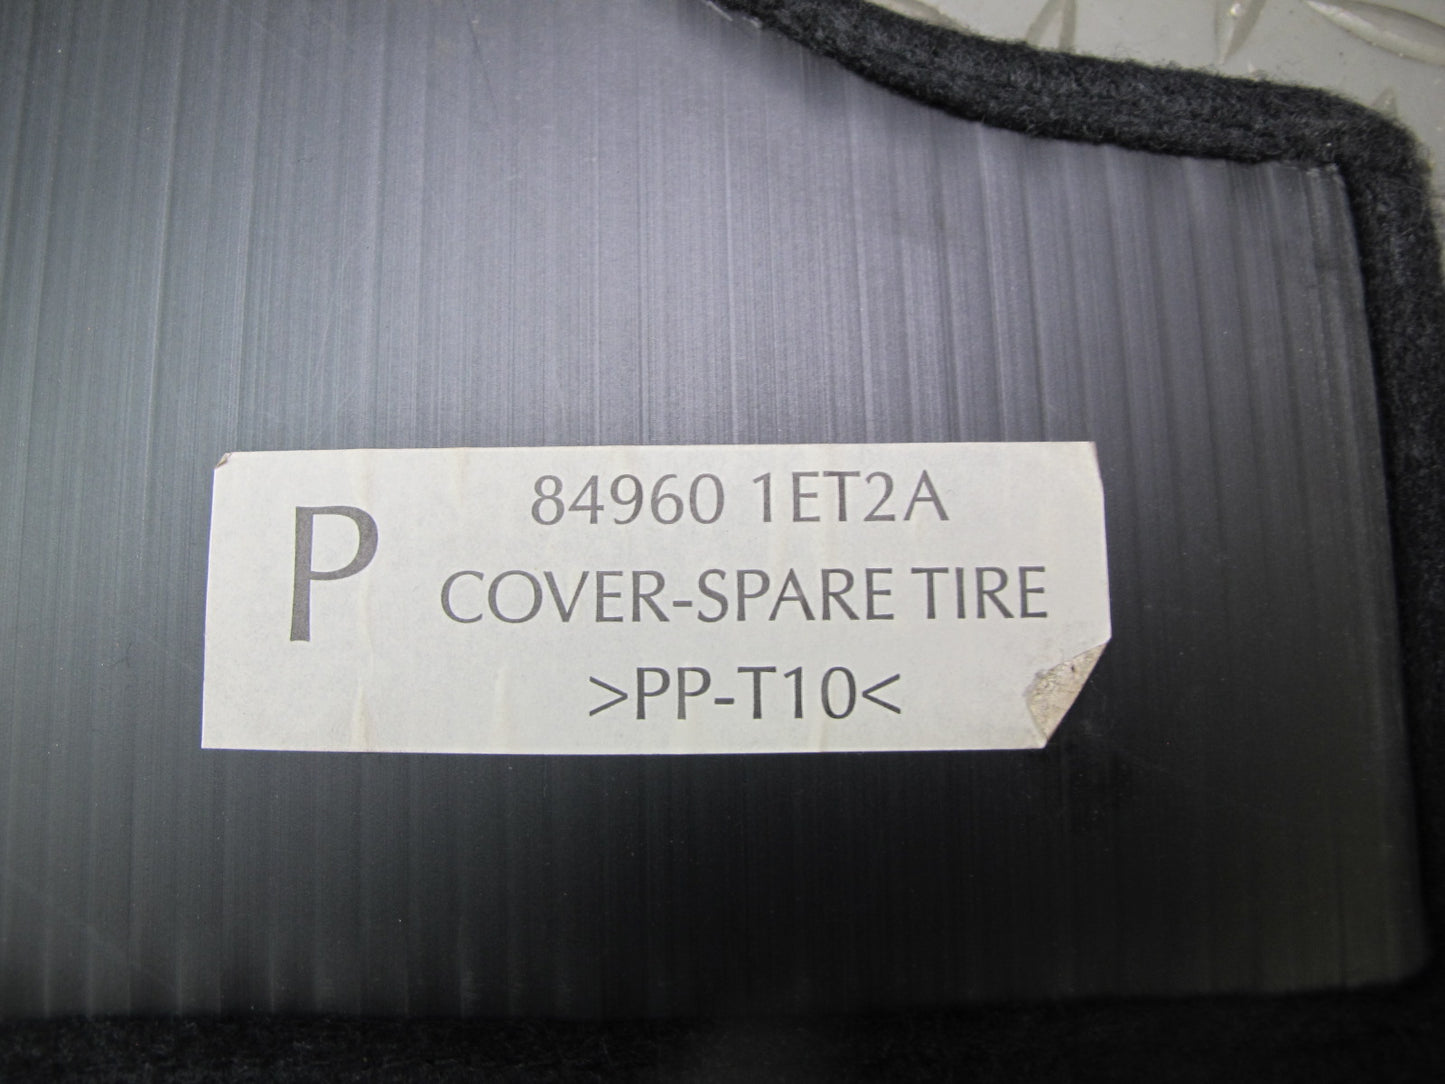 P
84960 1ET2A
COVER-SPARE TIRE
>PP-T10<